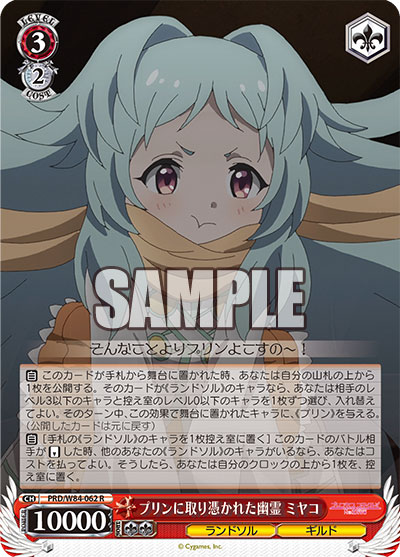 LEVEL
3
2
COST
SAMPLE
そんなことよりプリンよこすの〜！
自 このカードが手札から舞台に置かれた時、あなたは自分の山札の上から
1枚を公開する。そのカードが《ランドソル》のキャラなら、あなたは相手の
レベル3以下のキャラと控え室のレベル0以下のキャラを1枚ずつ選び、入れ替え
てよい。そのターン中、この効果で舞台に置かれたキャラに、《プリン》を与える。
（公開したカードは元に戻す）
自 ［手札の《ランドソル》のキャラを1枚控え室に置く］ このカードのバトル相手
が した時、他のあなたの《ランドソル》のキャラがいるなら、あなたはコ
ストを払ってよい。そうしたら、あなたは自分のクロックの上から1枚を、控
え室に置く。
CH PRD/W84-062 R
プリンに取り憑かれた幽霊 ミヤコ
POWER
10000
SOUL
ランドソル
ギルド
© Cygames, Inc.